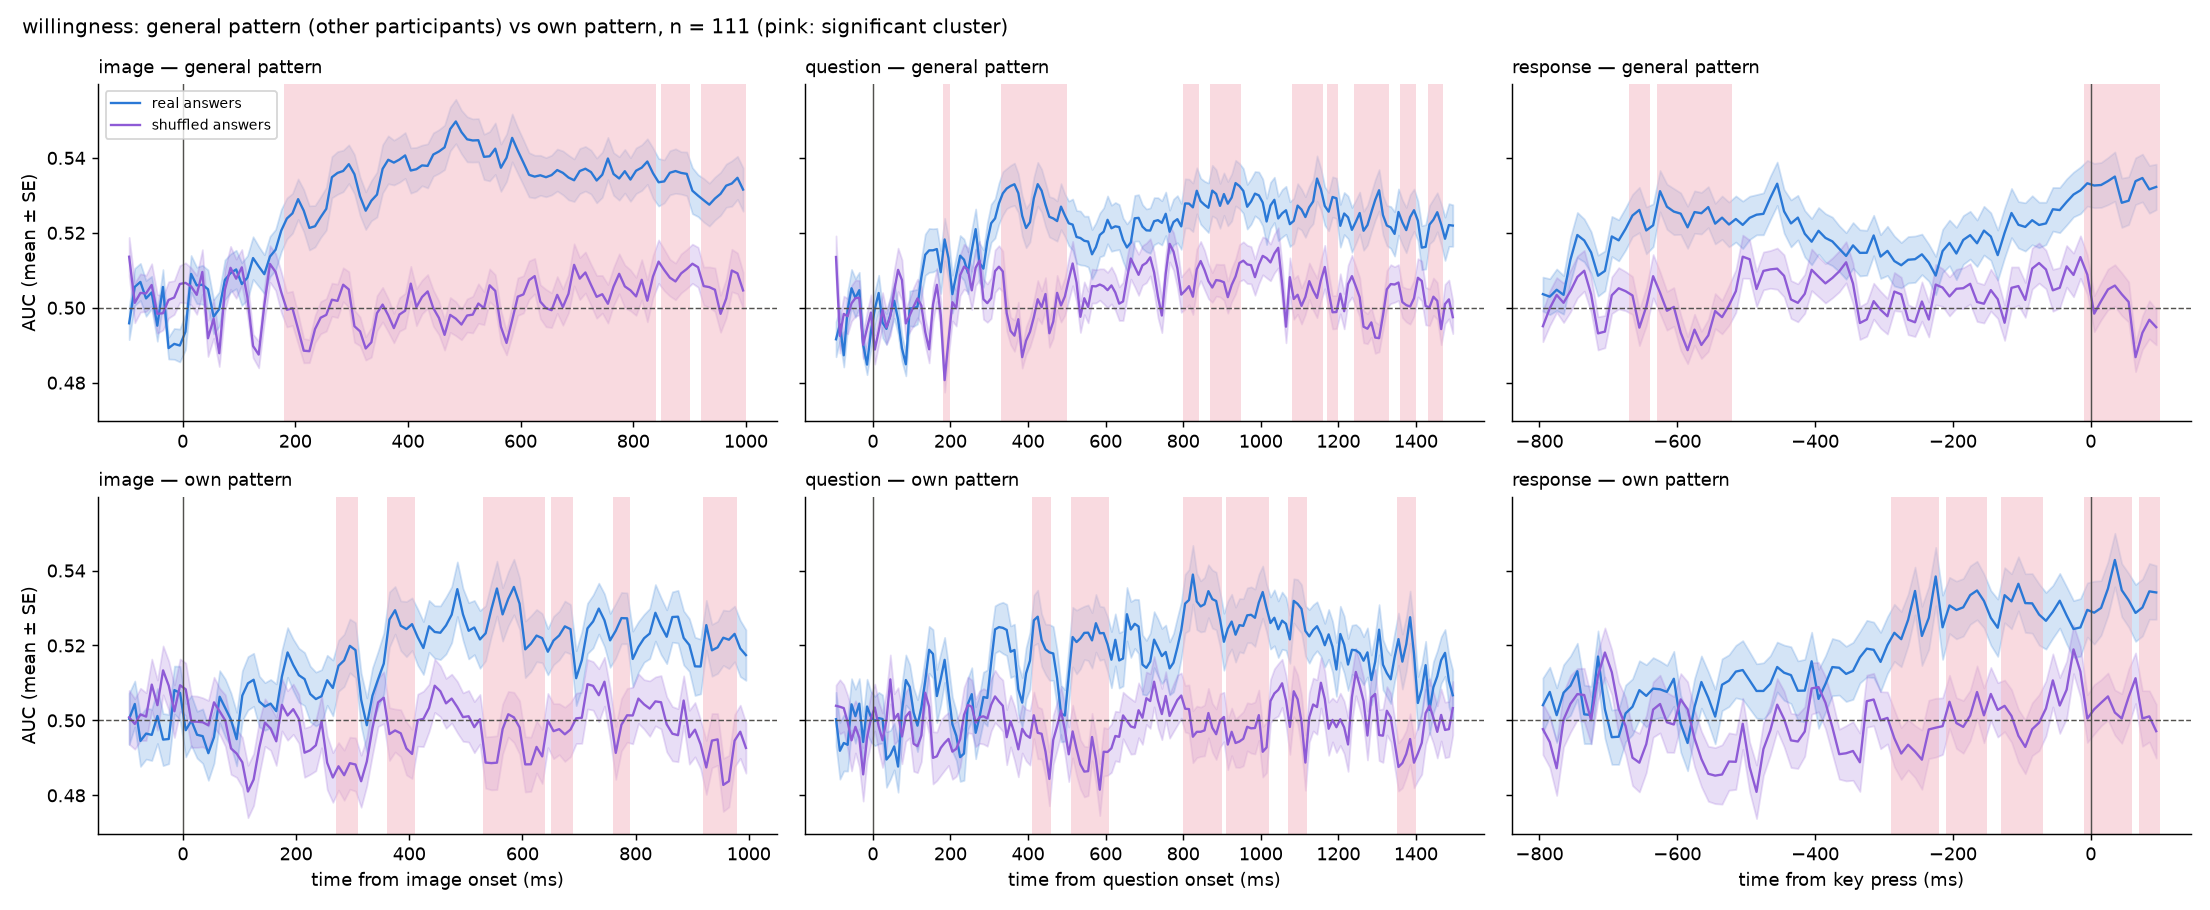 willingness: general pattern (other participants) vs own pattern, n = 111 (pink: significant cluster)
image — general pattern
question — general pattern
response — general pattern
real answers
shuffled answers
AUC (mean ± SE)
0.54
0.52
0.50
0.48
0 200 400 600 800 1000
0 200 400 600 800 1000 1200 1400
−800 −600 −400 −200 0
image — own pattern
question — own pattern
response — own pattern
AUC (mean ± SE)
0.54
0.52
0.50
0.48
0 200 400 600 800 1000
0 200 400 600 800 1000 1200 1400
−800 −600 −400 −200 0
time from image onset (ms)
time from question onset (ms)
time from key press (ms)